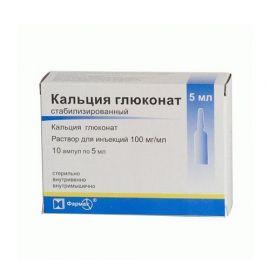 Кальция глюконат
5 мл
стабилизированный
Кальция глюконат
Раствор для инъекций 100 мг/мл
10 ампул по 5 мл
стерильно
внутривенно
внутримышечно
Фармак®